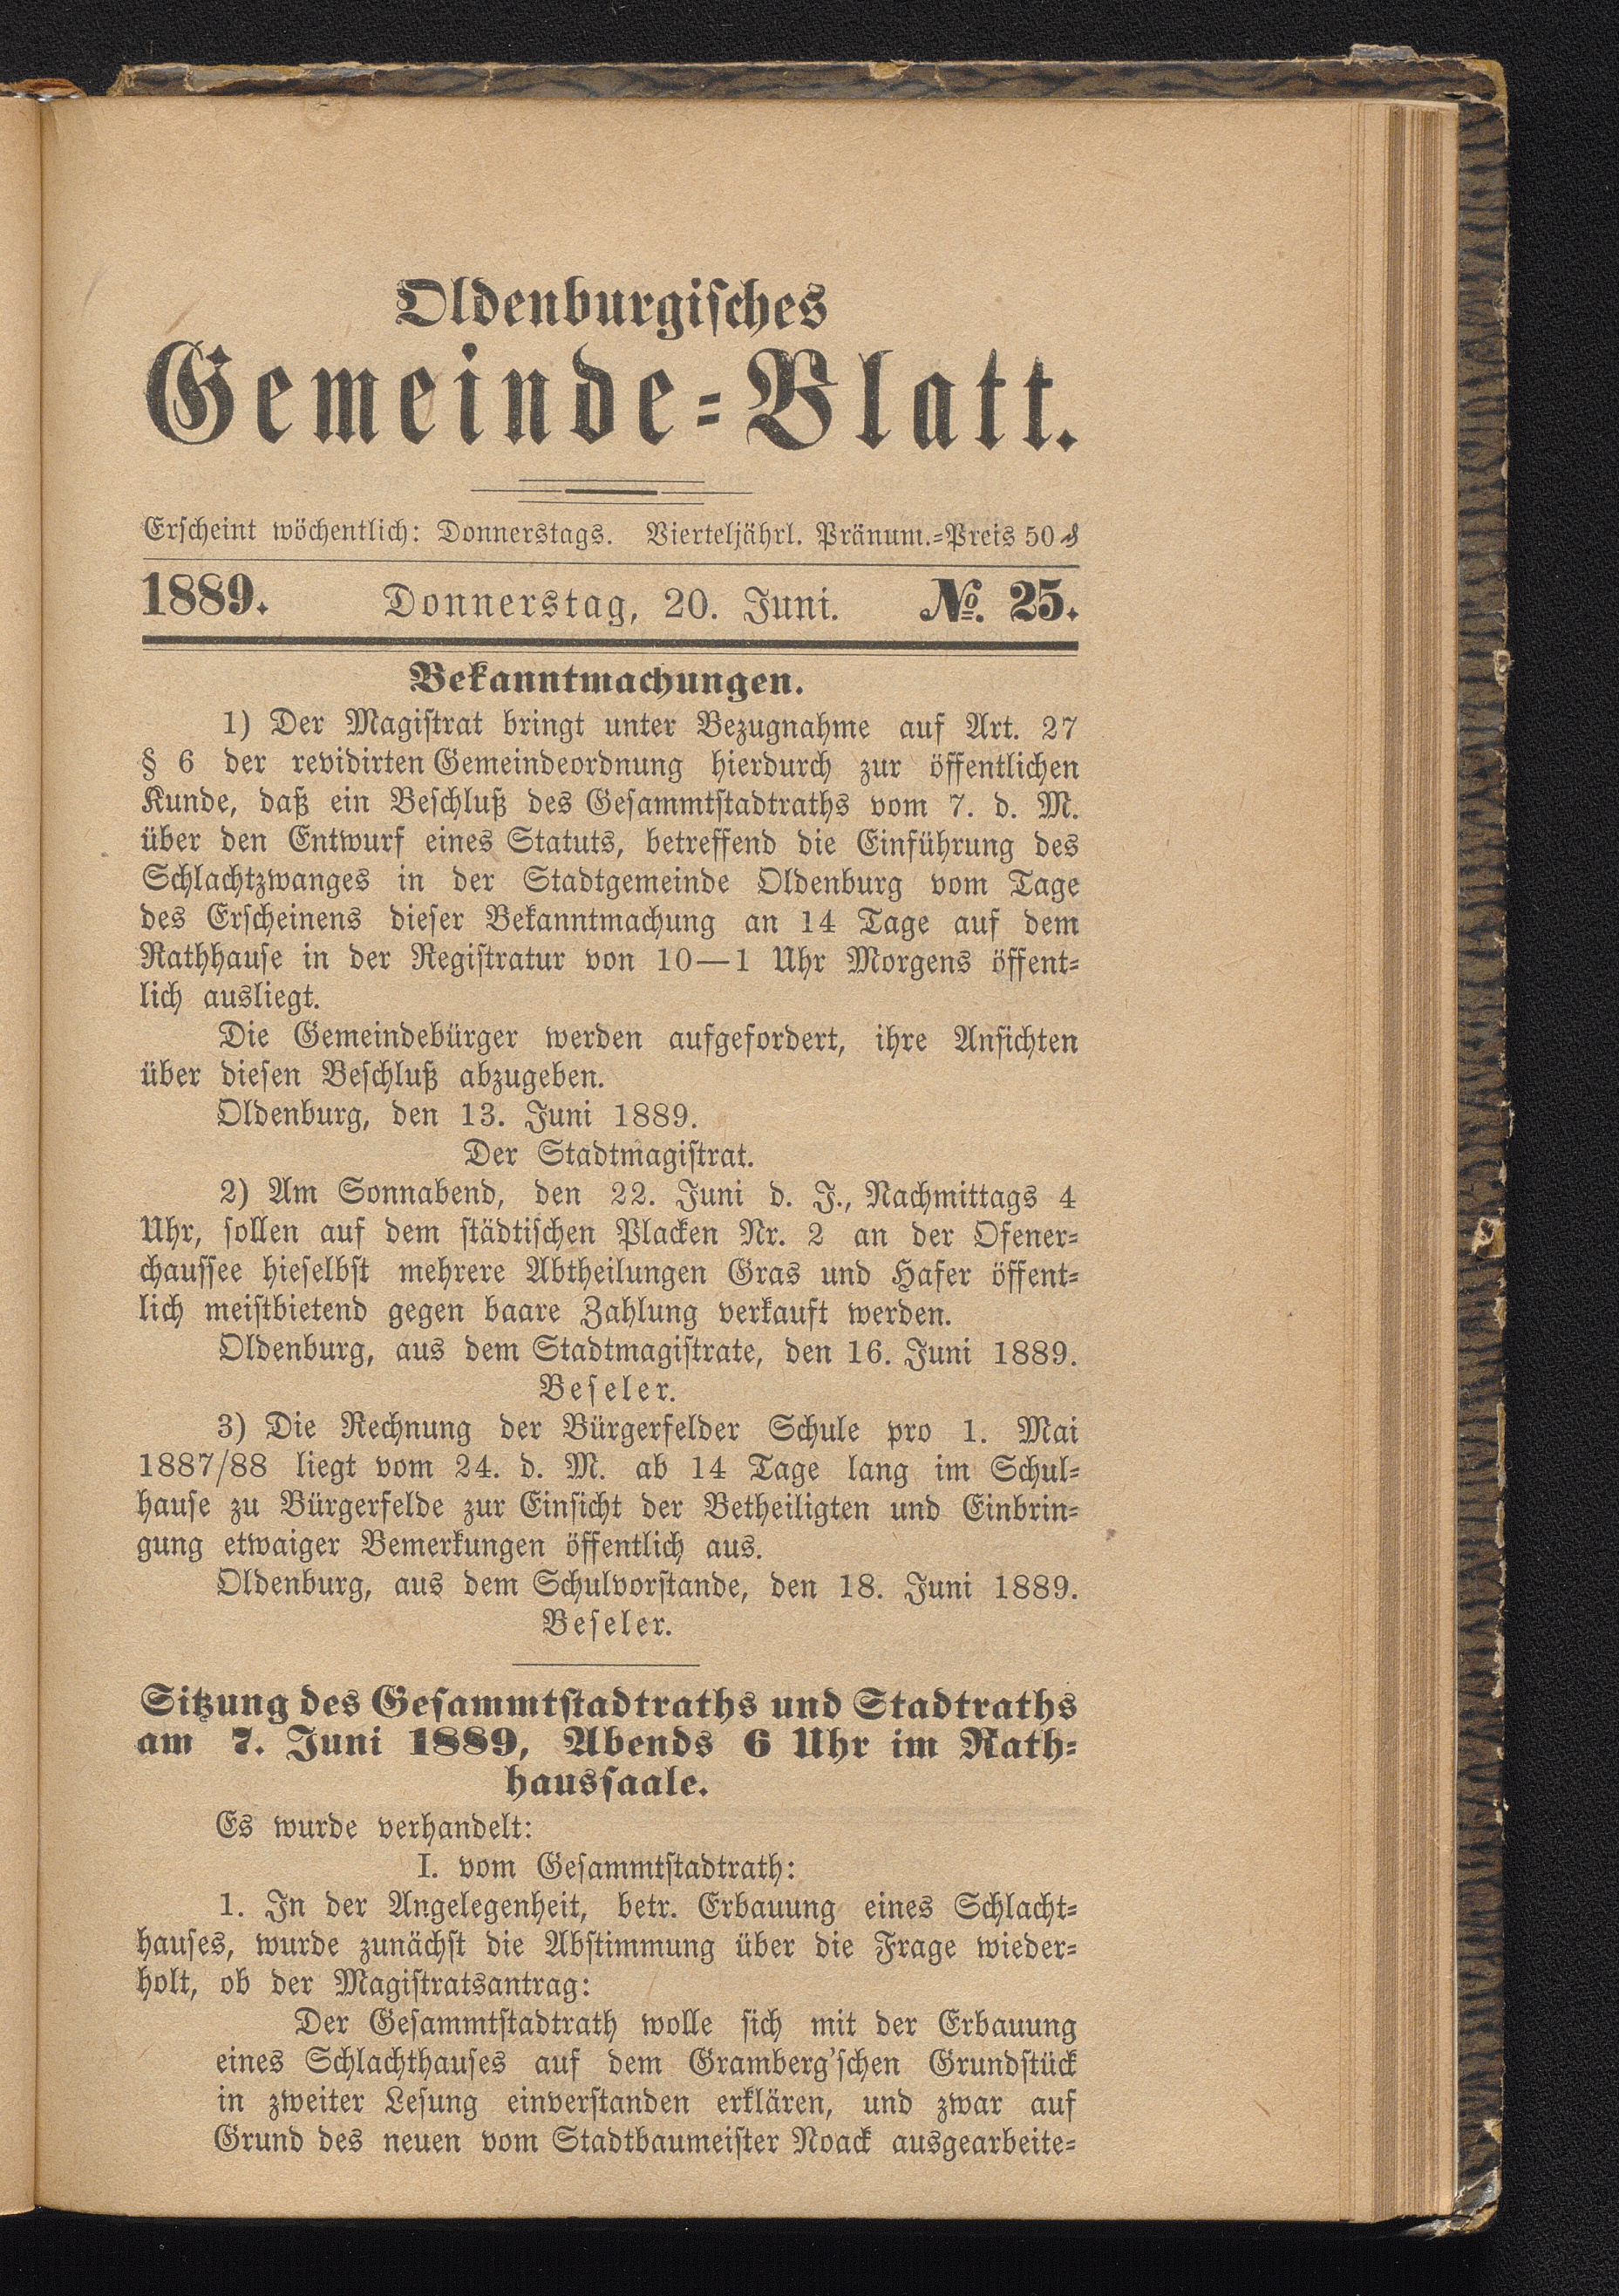 Oldenburgisches
Gemeinde-Blatt.
Erscheint wöchentlich: Donnerstags. Vierteljährl. Pränum.-Preis 50 ₰
1889. Donnerstag, 20. Juni. №. 25.
Bekanntmachungen.
1) Der Magistrat bringt unter Bezugnahme auf Art. 27
§ 6 der revidirten Gemeindeordnung hierdurch zur öffentlichen
Kunde, daß ein Beschluß des Gesammtstadtraths vom 7. d. M.
über den Entwurf eines Statuts, betreffend die Einführung des
Schlachtzwanges in der Stadtgemeinde Oldenburg vom Tage
des Erscheinens dieser Bekanntmachung an 14 Tage auf dem
Rathhause in der Registratur von 10—1 Uhr Morgens öffent-
lich ausliegt.
Die Gemeindebürger werden aufgefordert, ihre Ansichten
über diesen Beschluß abzugeben.
Oldenburg, den 13. Juni 1889.
Der Stadtmagistrat.
2) Am Sonnabend, den 22. Juni d. J., Nachmittags 4
Uhr, sollen auf dem städtischen Placken Nr. 2 an der Ofener-
chaussee hieselbst mehrere Abtheilungen Gras und Hafer öffent-
lich meistbietend gegen baare Zahlung verkauft werden.
Oldenburg, aus dem Stadtmagistrate, den 16. Juni 1889.
Beseler.
3) Die Rechnung der Bürgerfelder Schule pro 1. Mai
1887/88 liegt vom 24. d. M. ab 14 Tage lang im Schul-
hause zu Bürgerfelde zur Einsicht der Betheiligten und Einbrin-
gung etwaiger Bemerkungen öffentlich aus.
Oldenburg, aus dem Schulvorstande, den 18. Juni 1889.
Beseler.
Sitzung des Gesammtstadtraths und Stadtraths
am 7. Juni 1889, Abends 6 Uhr im Rath-
haussaale.
Es wurde verhandelt:
I. vom Gesammtstadtrath:
1. In der Angelegenheit, betr. Erbauung eines Schlacht-
hauses, wurde zunächst die Abstimmung über die Frage wieder-
holt, ob der Magistratsantrag:
Der Gesammtstadtrath wolle sich mit der Erbauung
eines Schlachthauses auf dem Gramberg'schen Grundstück
in zweiter Lesung einverstanden erklären, und zwar auf
Grund des neuen vom Stadtbaumeister Noack ausgearbeite-